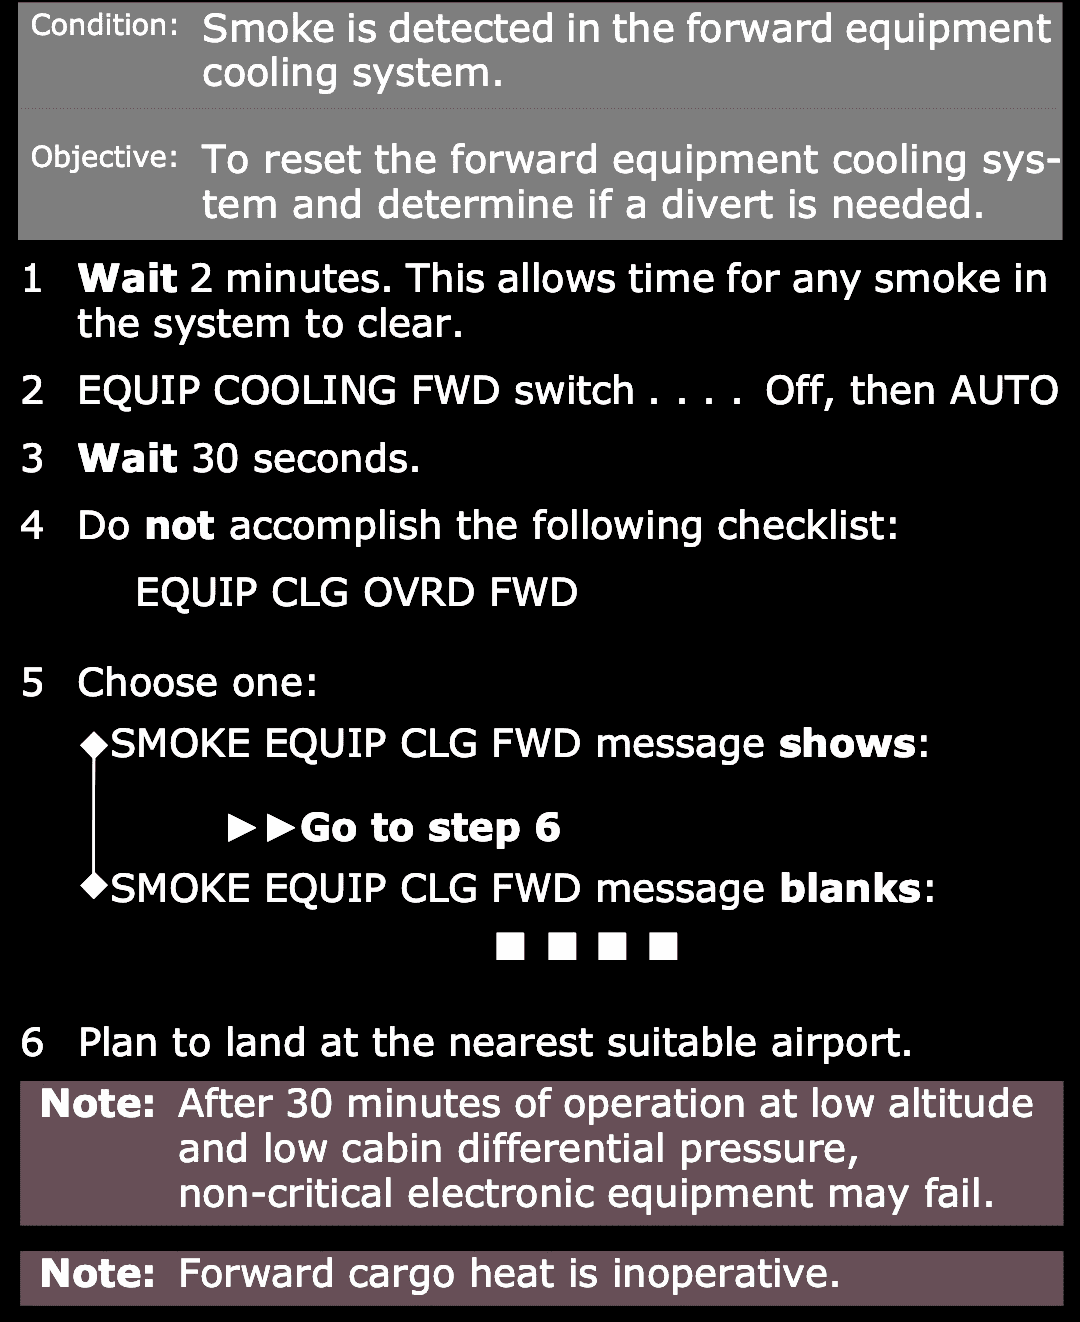 Condition: Smoke is detected in the forward equipment
cooling system.
Objective: To reset the forward equipment cooling sys-
tem and determine if a divert is needed.
1 Wait 2 minutes. This allows time for any smoke in
the system to clear.
2 EQUIP COOLING FWD switch . . . . Off, then AUTO
3 Wait 30 seconds.
4 Do not accomplish the following checklist:
EQUIP CLG OVRD FWD
5 Choose one:
SMOKE EQUIP CLG FWD message shows:
Go to step 6
SMOKE EQUIP CLG FWD message blanks:
6 Plan to land at the nearest suitable airport.
Note: After 30 minutes of operation at low altitude
and low cabin differential pressure,
non-critical electronic equipment may fail.
Note: Forward cargo heat is inoperative.